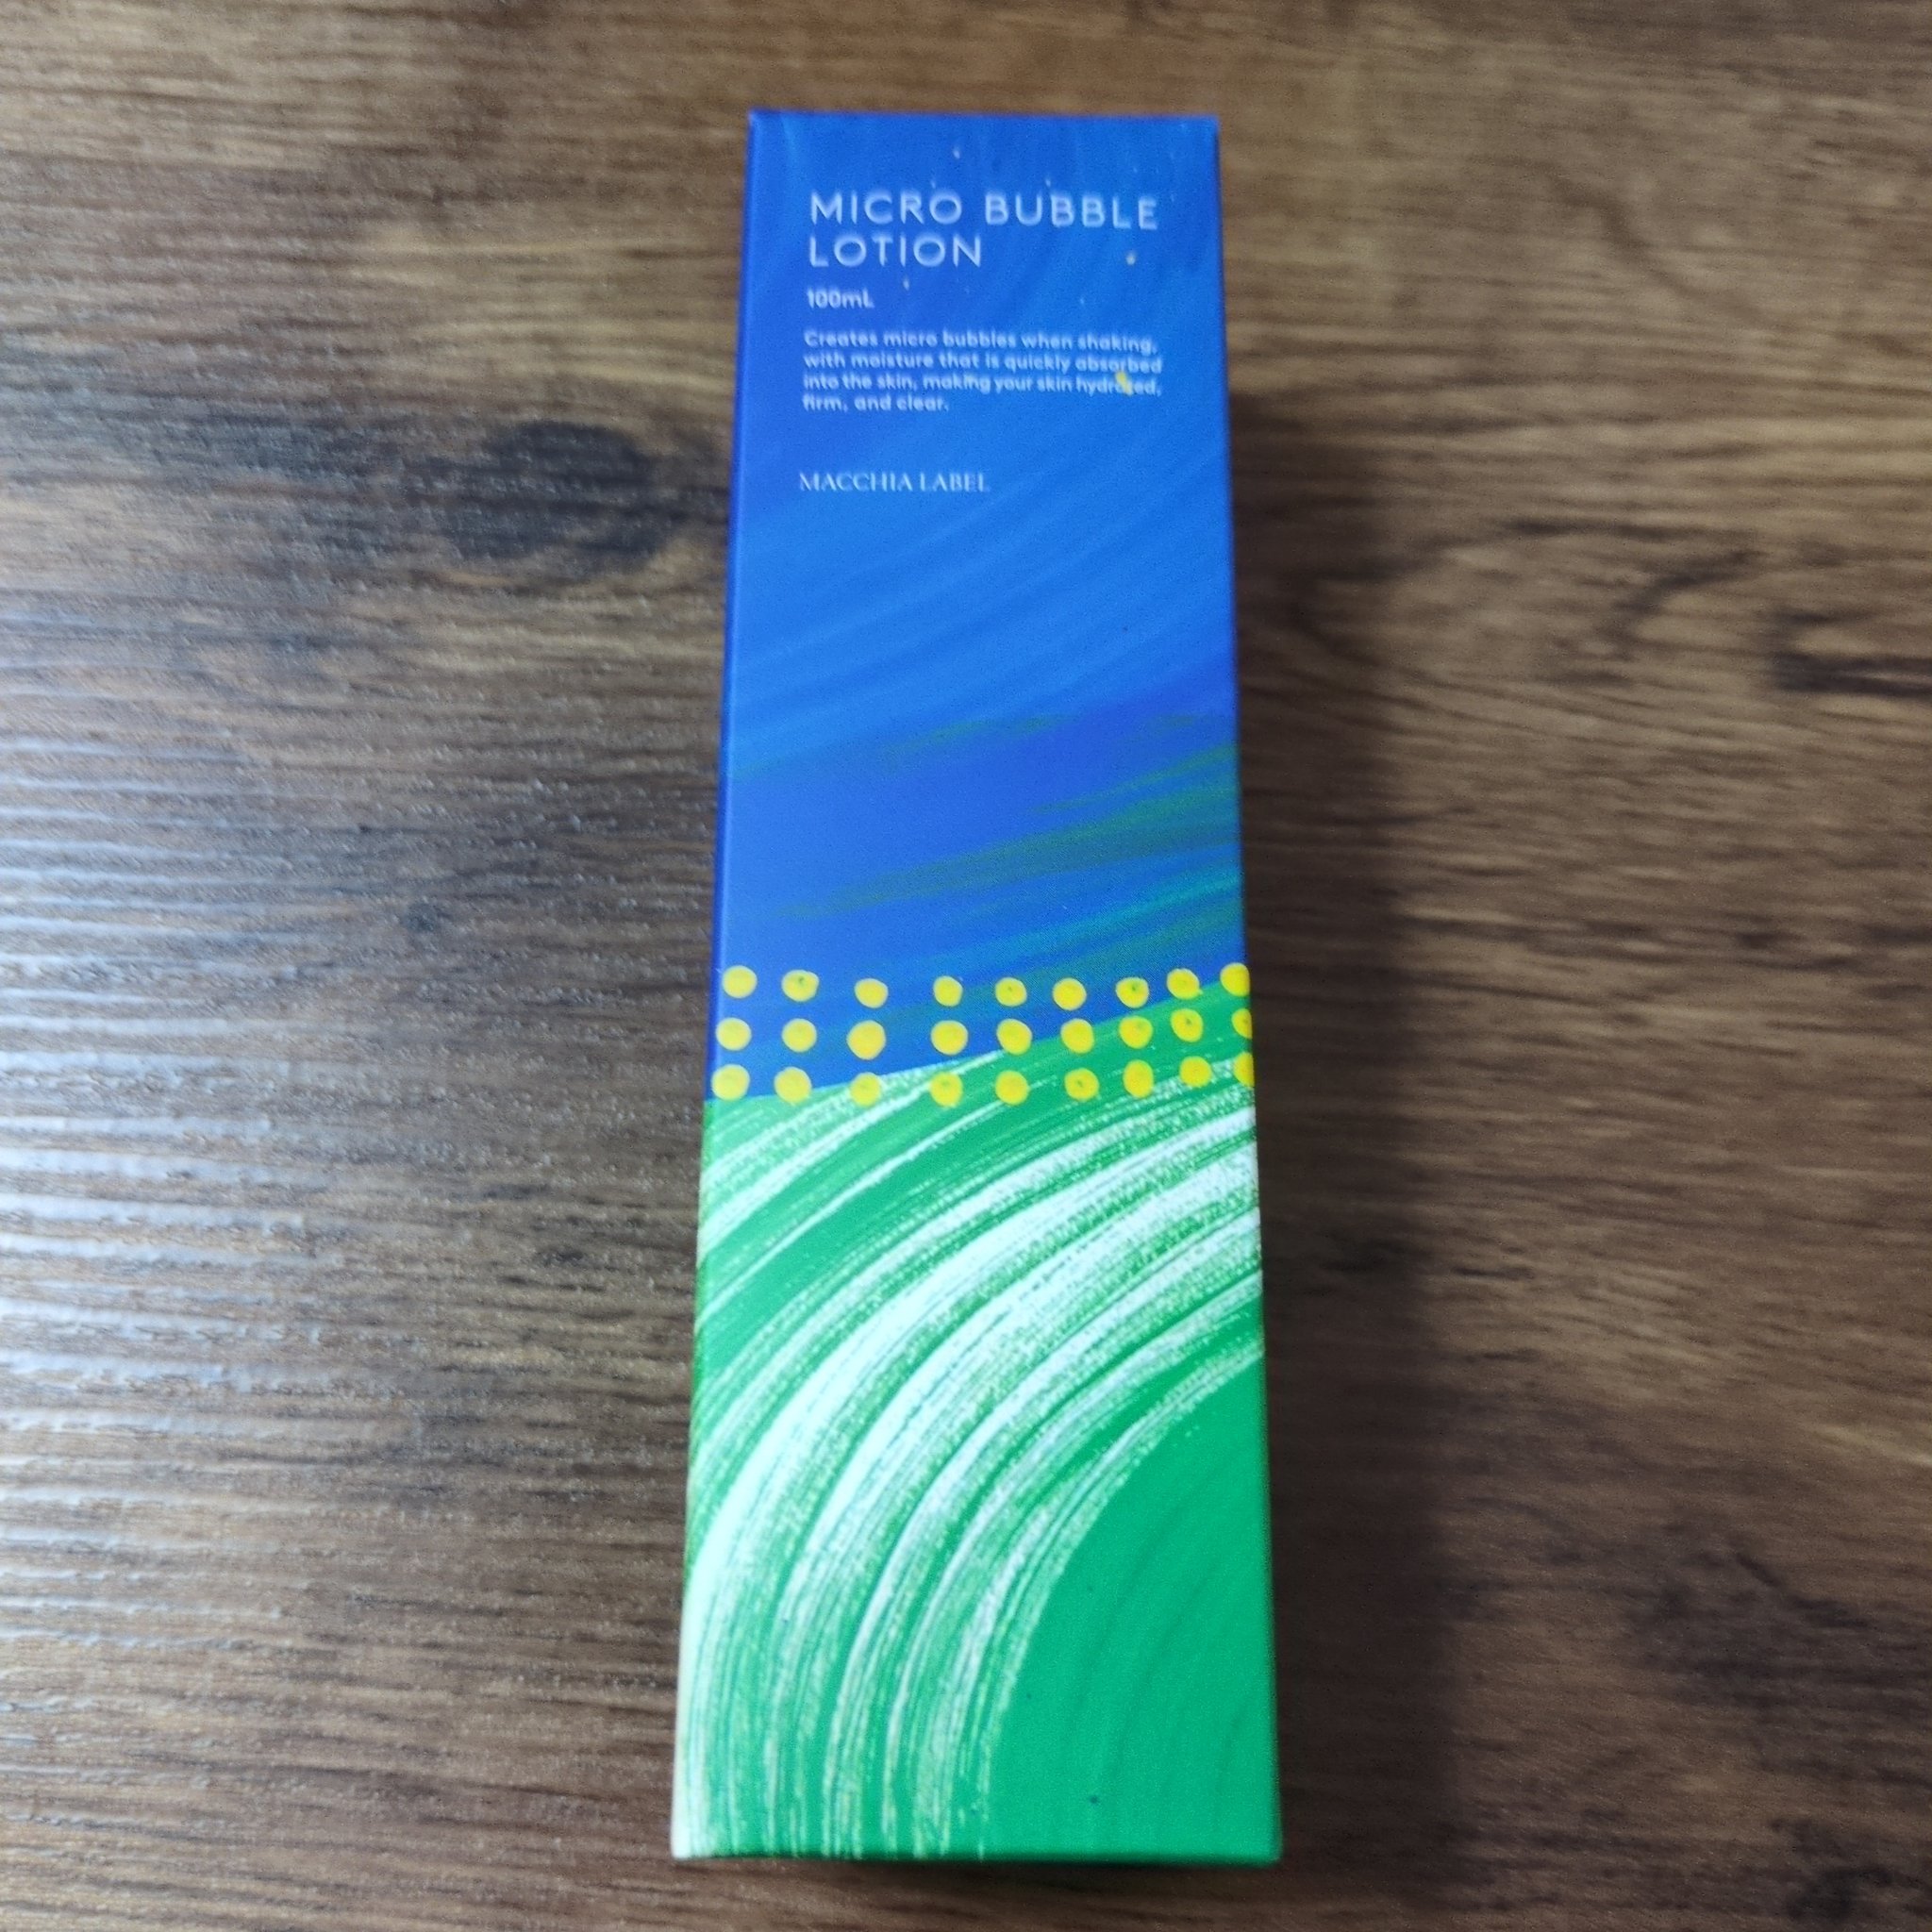 MICRO BUBBLE
LOTION
100mL
Creates micro bubbles when shaking,
with moisture that is quickly absorbed
into the skin, making your skin hydrated,
firm, and clear.
MACCHIA LABEL